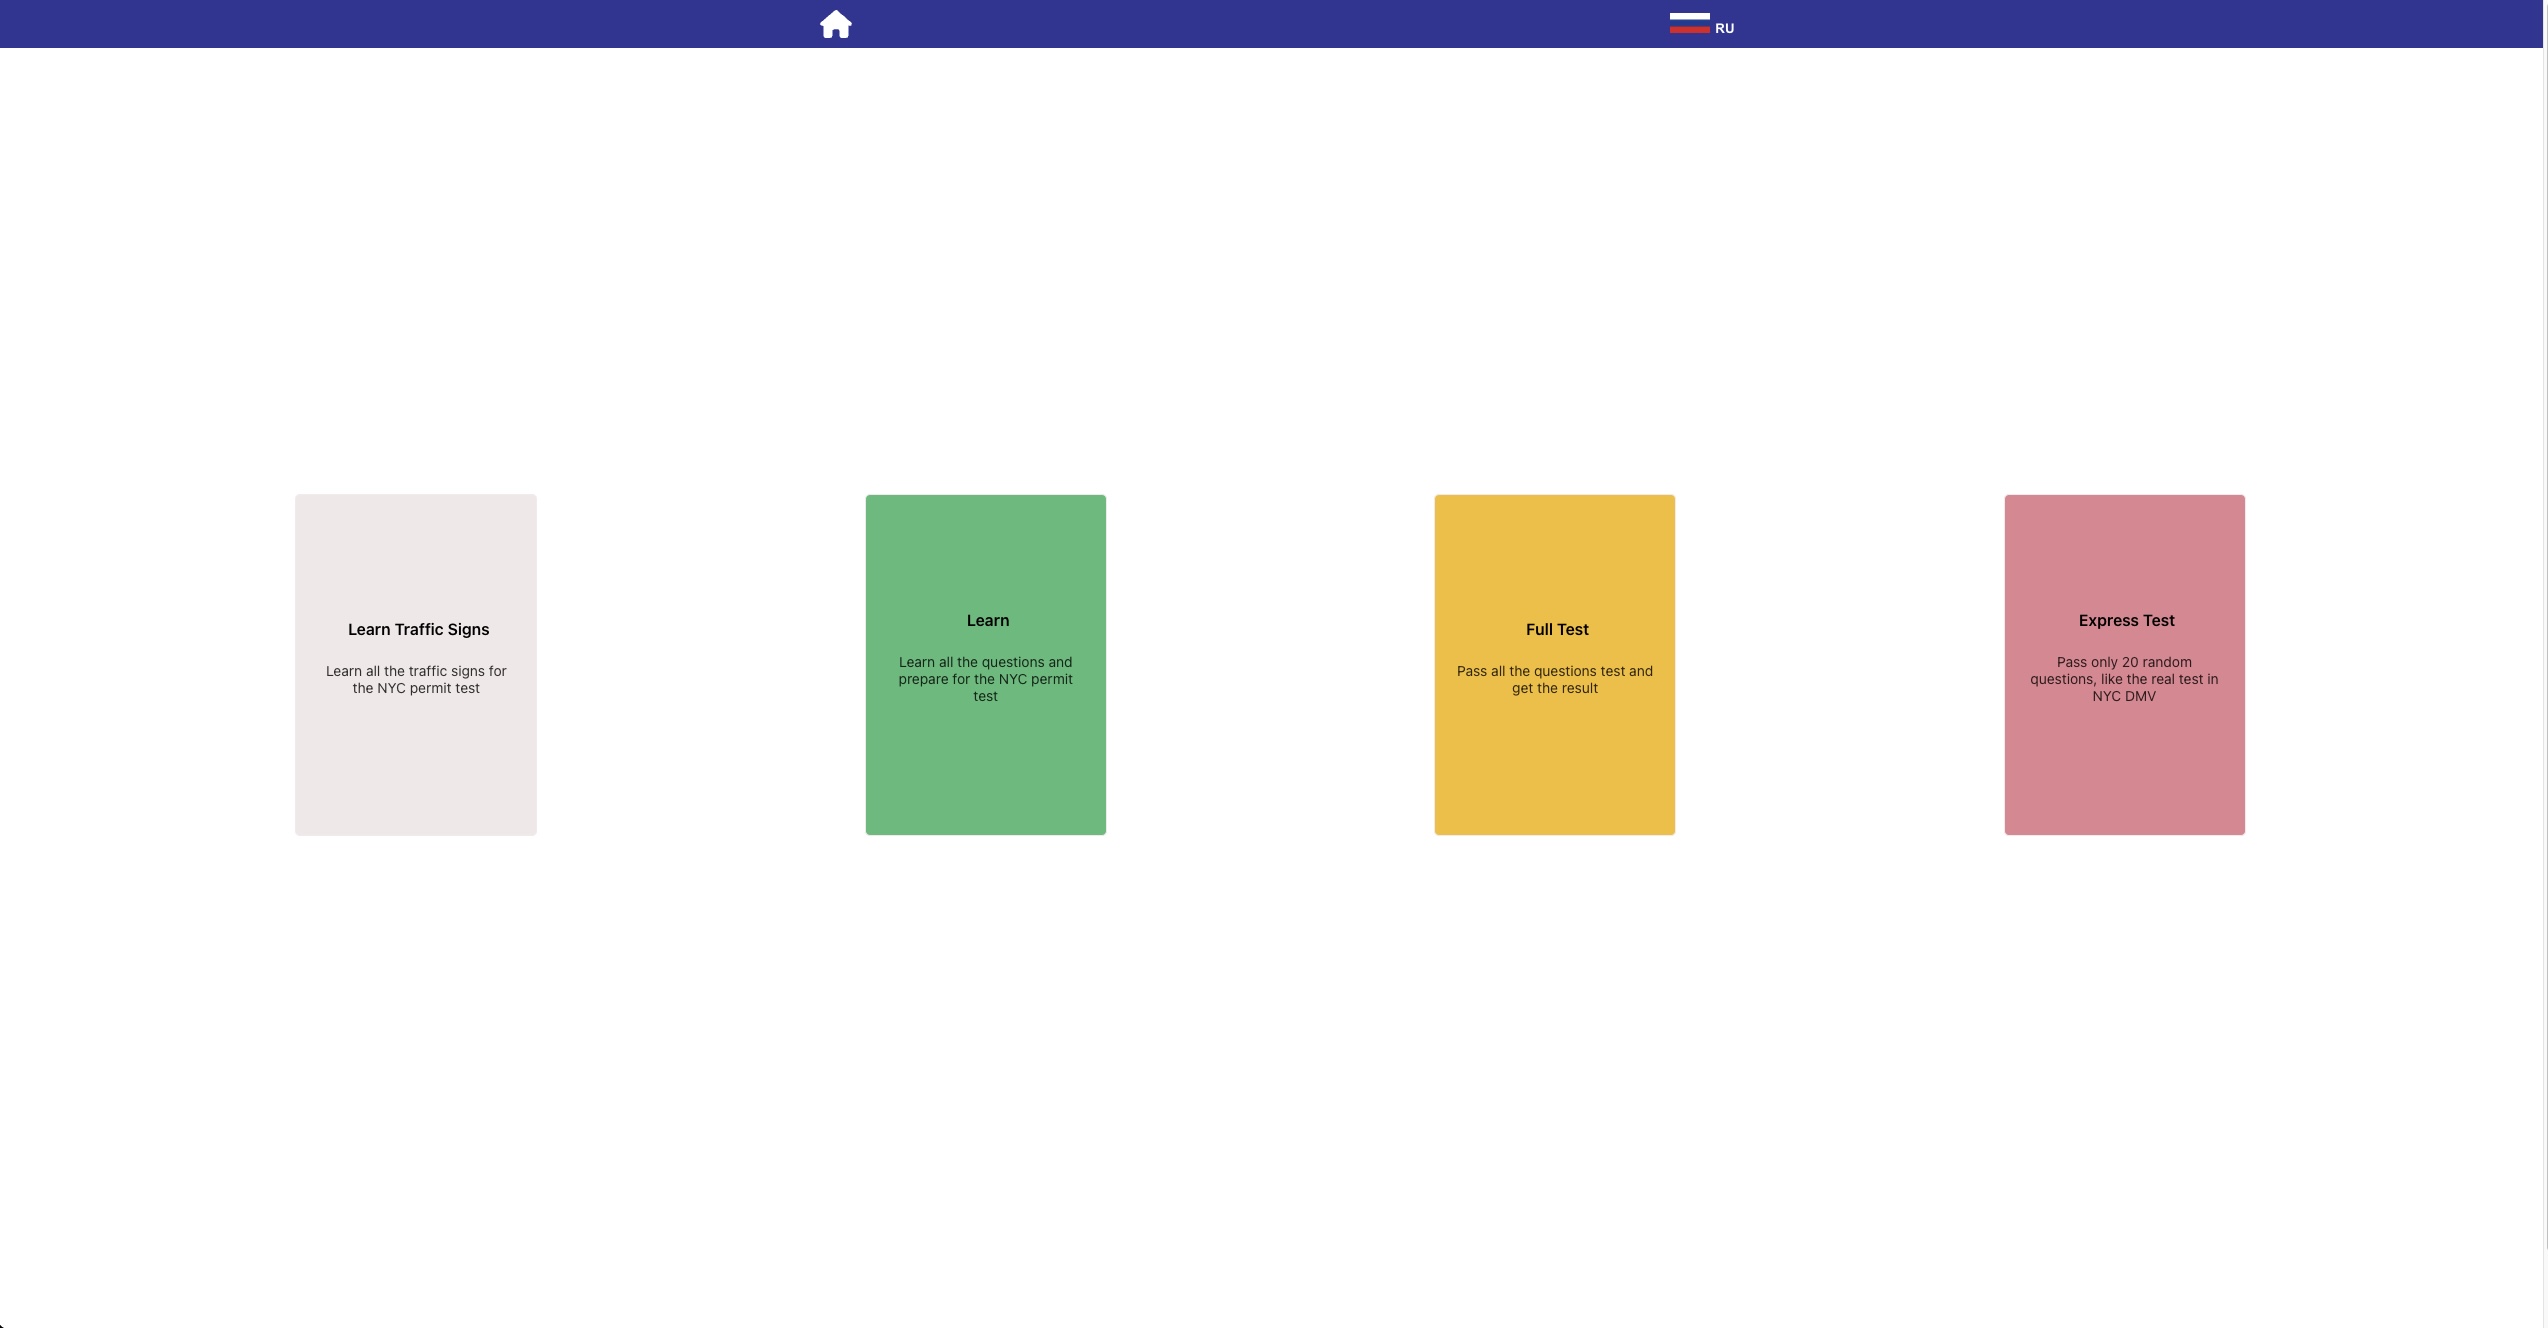 RU
Learn Traffic Signs
Learn all the traffic signs for
the NYC permit test
Learn
Learn all the questions and
prepare for the NYC permit
test
Full Test
Pass all the questions test and
get the result
Express Test
Pass only 20 random
questions, like the real test in
NYC DMV